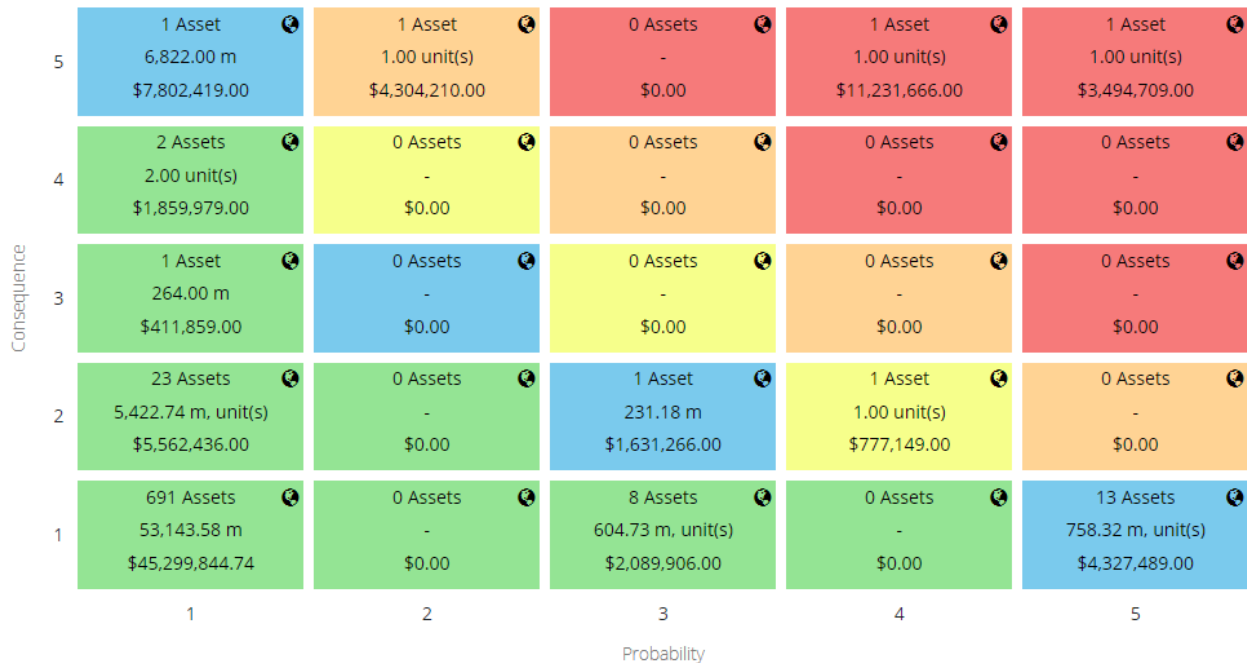 5
1 Asset
6,822.00 m
$7,802,419.00
1 Asset
1.00 unit(s)
$4,304,210.00
0 Assets
-
$0.00
1 Asset
1.00 unit(s)
$11,231,666.00
1 Asset
1.00 unit(s)
$3,494,709.00
4
2 Assets
2.00 unit(s)
$1,859,979.00
0 Assets
-
$0.00
0 Assets
-
$0.00
0 Assets
-
$0.00
0 Assets
-
$0.00
Consequence
3
1 Asset
264.00 m
$411,859.00
0 Assets
-
$0.00
0 Assets
-
$0.00
0 Assets
-
$0.00
0 Assets
-
$0.00
2
23 Assets
5,422.74 m, unit(s)
$5,562,436.00
0 Assets
-
$0.00
1 Asset
231.18 m
$1,631,266.00
1 Asset
1.00 unit(s)
$777,149.00
0 Assets
-
$0.00
1
691 Assets
53,143.58 m
$45,299,844.74
0 Assets
-
$0.00
8 Assets
604.73 m, unit(s)
$2,089,906.00
0 Assets
-
$0.00
13 Assets
758.32 m, unit(s)
$4,327,489.00
1
2
3
4
5
Probability